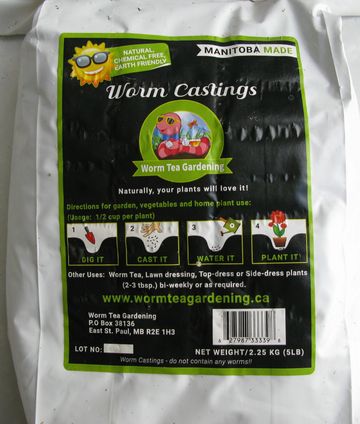 NATURAL,
CHEMICAL FREE,
EARTH FRIENDLY
MANITOBA MADE
Worm Castings
Worm Tea Gardening
Naturally, your plants will love it!
Directions for garden, vegetables and home plant use:
(Usage: 1/2 cup per plant)
1 2 3 4
DIG IT CAST IT WATER IT PLANT IT
Other Uses: Worm Tea, Lawn dressing, Top-dress or Side-dress plants
(2-3 tbsp.) bi-weekly or as required.
www.wormteagardening.ca
Worm Tea Gardening
P.O Box 38136
East St. Paul, MB R2E 1H3
6 27987 33339 6
LOT NO:
NET WEIGHT/2.25 KG (5LB)
Worm Castings - do not contain any worms!!